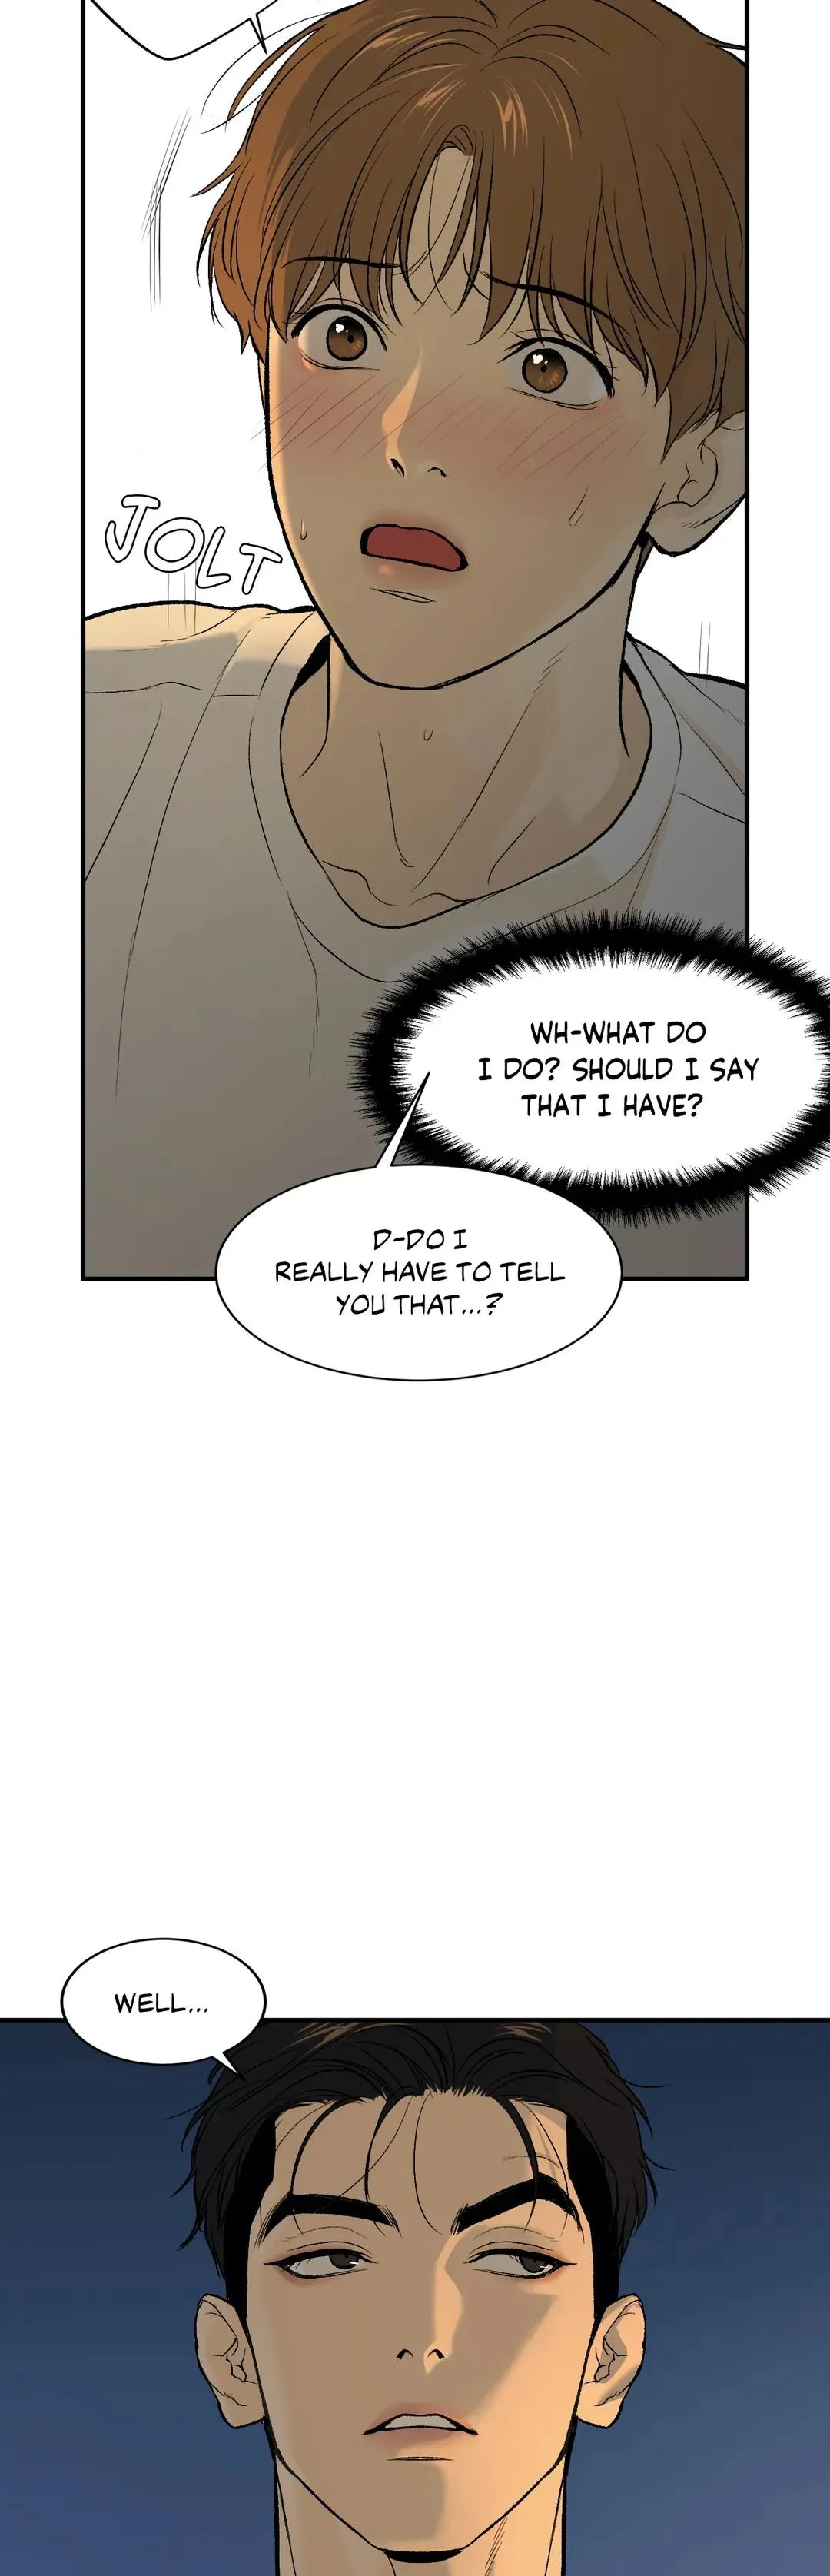 JOLT
WH-WHAT DO
I DO? SHOULD I SAY
THAT I HAVE?
D-DO I
REALLY HAVE TO TELL
YOU THAT...?
WELL...